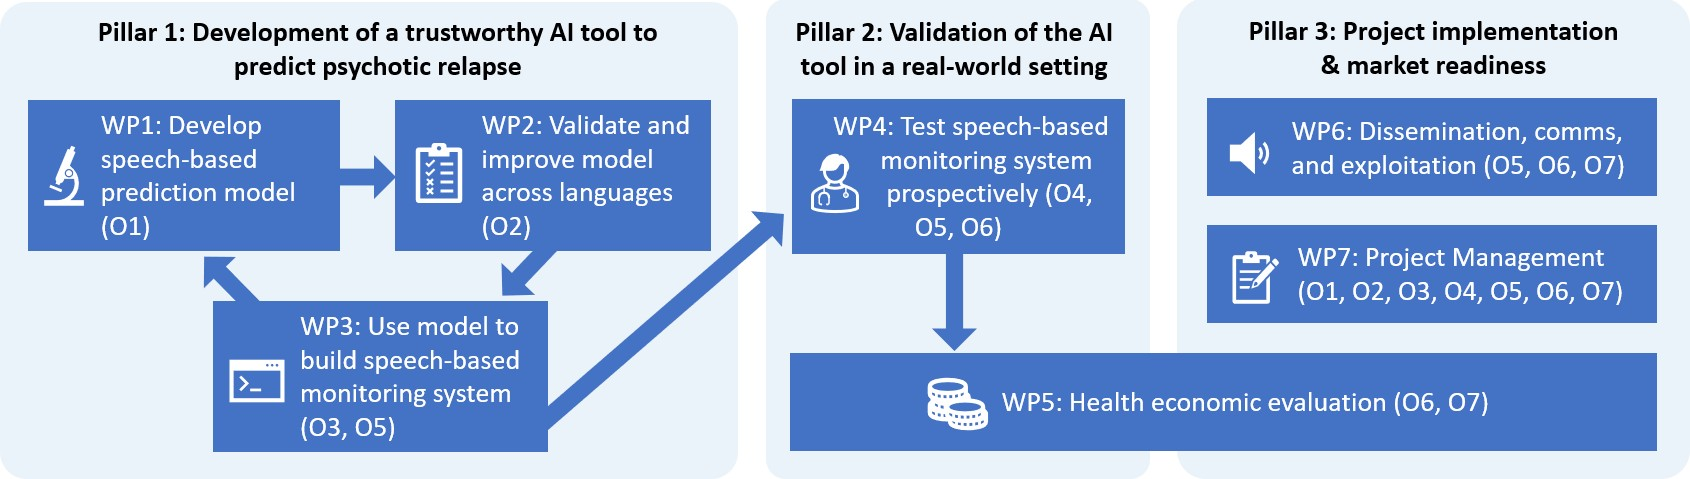 Pillar 1: Development of a trustworthy AI tool to
predict psychotic relapse
WP1: Develop
speech-based
prediction model
(O1)
WP2: Validate and
improve model
across languages
(O2)
WP3: Use model to
build speech-based
monitoring system
(O3, O5)
Pillar 2: Validation of the AI
tool in a real-world setting
WP4: Test speech-based
monitoring system
prospectively (O4,
O5, O6)
Pillar 3: Project implementation
& market readiness
WP6: Dissemination, comms,
and exploitation (O5, O6, O7)
WP7: Project Management
(O1, O2, O3, O4, O5, O6, O7)
WP5: Health economic evaluation (O6, O7)